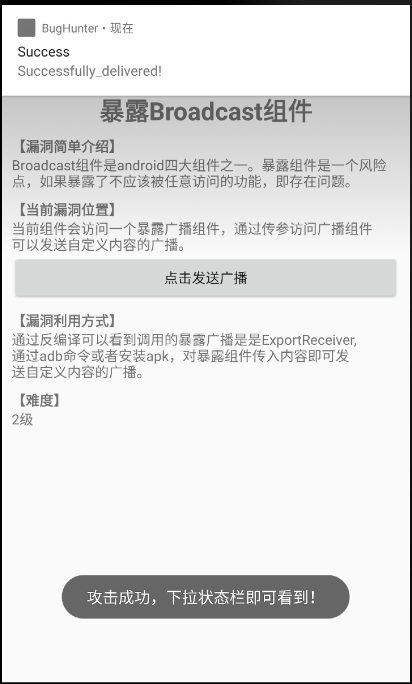 BugHunter • 现在
Success
Successfully_delivered!
暴露Broadcast组件
【漏洞简单介绍】
Broadcast组件是android四大组件之一。暴露组件是一个风险
点，如果暴露了不应该被任意访问的功能，即存在问题。
【当前漏洞位置】
当前组件会访问一个暴露广播组件，通过传参访问广播组件
可以发送自定义内容的广播。
点击发送广播
【漏洞利用方式】
通过反编译可以看到调用的暴露广播是是ExportReceiver,
通过adb命令或者安装apk，对暴露组件传入内容即可发
送自定义内容的广播。
【难度】
2级
攻击成功，下拉状态栏即可看到！